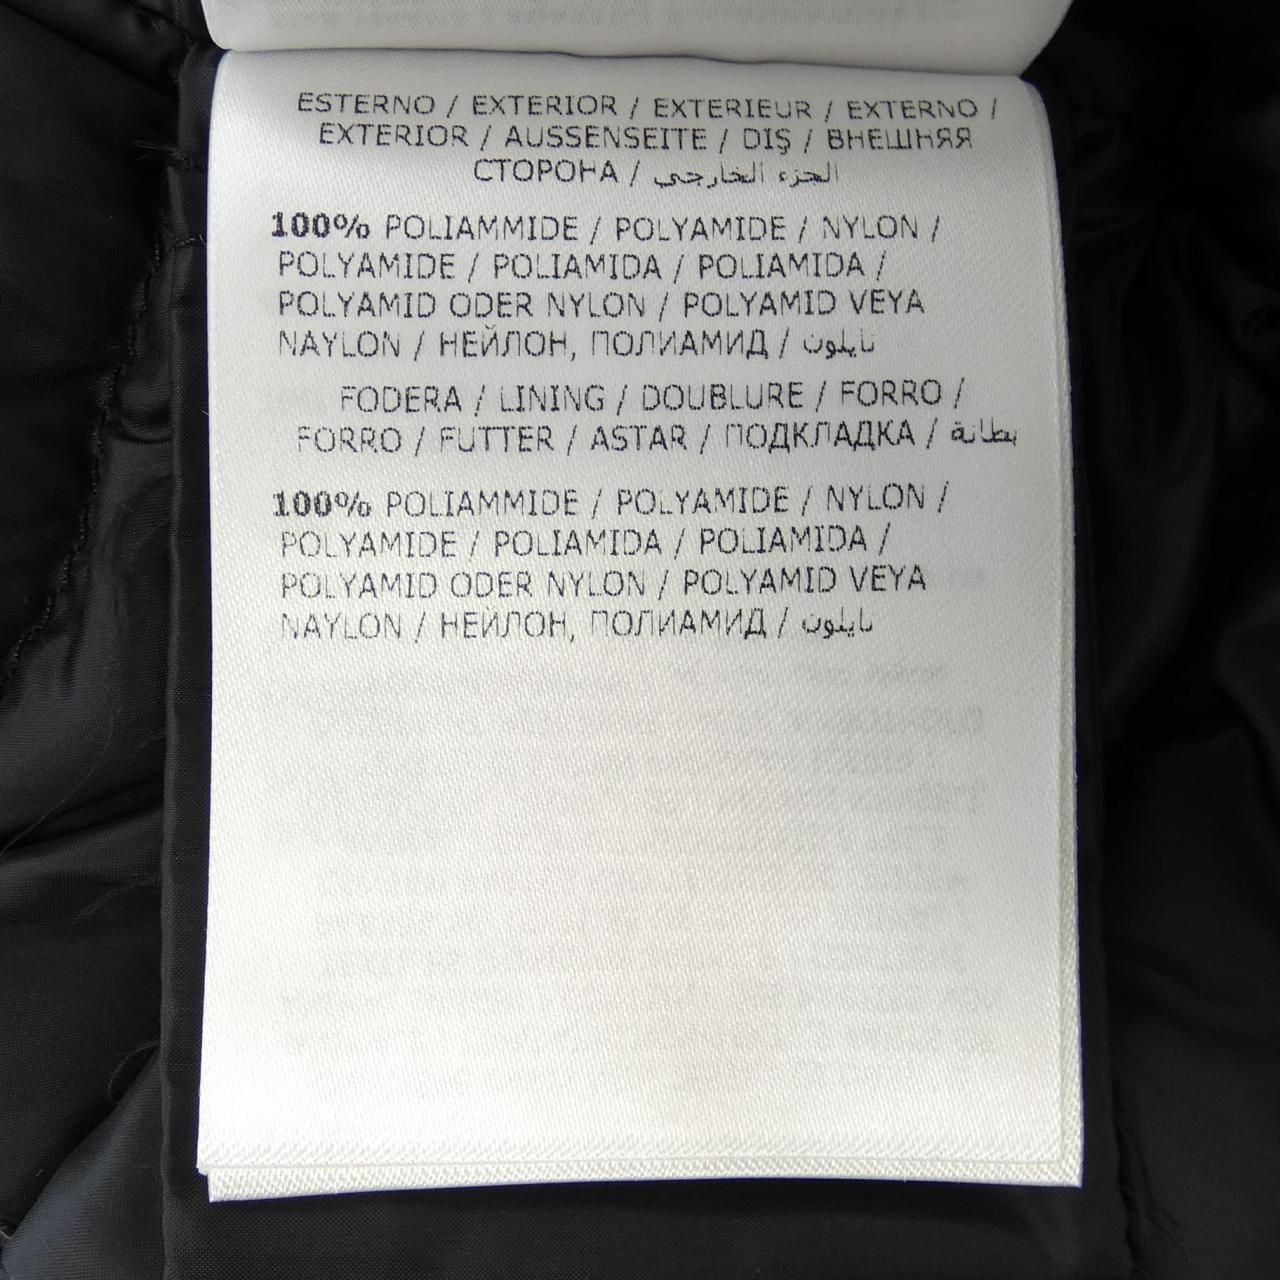 ESTERNO / EXTERIOR / EXTERIEUR / EXTERNO /
EXTERIOR / AUSSENSEITE / DIŞ / ВНЕШНЯЯ
СТОРОНА / الجزء الخارجي
100% POLIAMMIDE / POLYAMIDE / NYLON /
POLYAMIDE / POLIAMIDA / POLIAMIDA /
POLYAMID ODER NYLON / POLYAMID VEYA
NAYLON / НЕЙЛОН, ПОЛИАМИД / نايلون
FODERA / LINING / DOUBLURE / FORRO /
FORRO / FUTTER / ASTAR / ПОДКЛАДКА / بطانة
100% POLIAMMIDE / POLYAMIDE / NYLON /
POLYAMIDE / POLIAMIDA / POLIAMIDA /
POLYAMID ODER NYLON / POLYAMID VEYA
NAYLON / НЕЙЛОН, ПОЛИАМИД / نايلون